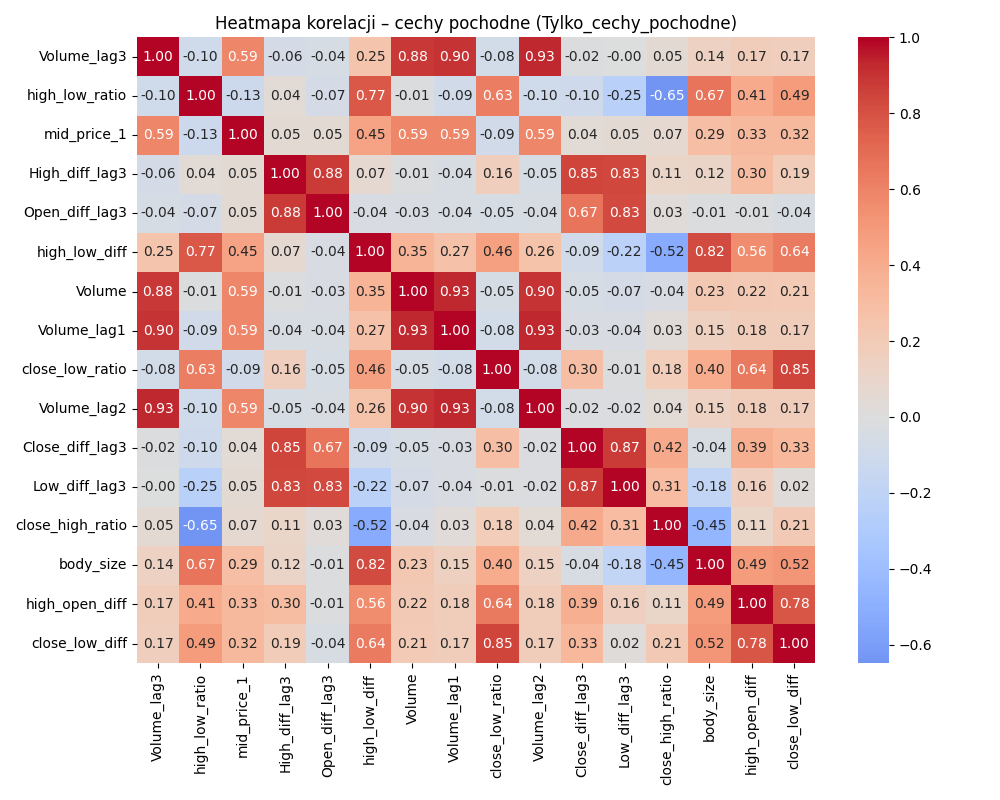 Heatmapa korelacji – cechy pochodne (Tylko_cechy_pochodne)
Volume_lag3 1.00 -0.10 0.59 -0.06 -0.04 0.25 0.88 0.90 -0.08 0.93 -0.02 -0.00 0.05 0.14 0.17 0.17
high_low_ratio -0.10 1.00 -0.13 0.04 -0.07 0.77 -0.01 -0.09 0.63 -0.10 -0.10 -0.25 -0.65 0.67 0.41 0.49
mid_price_1 0.59 -0.13 1.00 0.05 0.05 0.45 0.59 0.59 -0.09 0.59 0.04 0.05 0.07 0.29 0.33 0.32
High_diff_lag3 -0.06 0.04 0.05 1.00 0.88 0.07 -0.01 -0.04 0.16 -0.05 0.85 0.83 0.11 0.12 0.30 0.19
Open_diff_lag3 -0.04 -0.07 0.05 0.88 1.00 -0.04 -0.03 -0.04 -0.05 -0.04 0.67 0.83 0.03 -0.01 -0.01 -0.04
high_low_diff 0.25 0.77 0.45 0.07 -0.04 1.00 0.35 0.27 0.46 0.26 -0.09 -0.22 -0.52 0.82 0.56 0.64
Volume 0.88 -0.01 0.59 -0.01 -0.03 0.35 1.00 0.93 -0.05 0.90 -0.05 -0.07 -0.04 0.23 0.22 0.21
Volume_lag1 0.90 -0.09 0.59 -0.04 -0.04 0.27 0.93 1.00 -0.08 0.93 -0.03 -0.04 0.03 0.15 0.18 0.17
close_low_ratio -0.08 0.63 -0.09 0.16 -0.05 0.46 -0.05 -0.08 1.00 -0.08 0.30 -0.01 0.18 0.40 0.64 0.85
Volume_lag2 0.93 -0.10 0.59 -0.05 -0.04 0.26 0.90 0.93 -0.08 1.00 -0.02 -0.02 0.04 0.15 0.18 0.17
Close_diff_lag3 -0.02 -0.10 0.04 0.85 0.67 -0.09 -0.05 -0.03 0.30 -0.02 1.00 0.87 0.42 -0.04 0.39 0.33
Low_diff_lag3 -0.00 -0.25 0.05 0.83 0.83 -0.22 -0.07 -0.04 -0.01 -0.02 0.87 1.00 0.31 -0.18 0.16 0.02
close_high_ratio 0.05 -0.65 0.07 0.11 0.03 -0.52 -0.04 0.03 0.18 0.04 0.42 0.31 1.00 -0.45 0.11 0.21
body_size 0.14 0.67 0.29 0.12 -0.01 0.82 0.23 0.15 0.40 0.15 -0.04 -0.18 -0.45 1.00 0.49 0.52
high_open_diff 0.17 0.41 0.33 0.30 -0.01 0.56 0.22 0.18 0.64 0.18 0.39 0.16 0.11 0.49 1.00 0.78
close_low_diff 0.17 0.49 0.32 0.19 -0.04 0.64 0.21 0.17 0.85 0.17 0.33 0.02 0.21 0.52 0.78 1.00
Volume_lag3
high_low_ratio
mid_price_1
High_diff_lag3
Open_diff_lag3
high_low_diff
Volume
Volume_lag1
close_low_ratio
Volume_lag2
Close_diff_lag3
Low_diff_lag3
close_high_ratio
body_size
high_open_diff
close_low_diff
1.0
0.8
0.6
0.4
0.2
0.0
−0.2
−0.4
−0.6